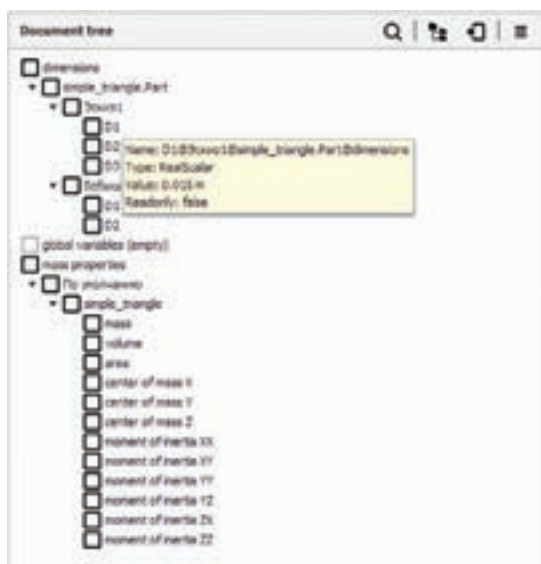 Document tree
dimensions
simple_triangle.Part
Эскиз1
D1
D2
D3
Name: D1@Эскиз1@simple_triangle.Part@dimensions
Type: RealScalar
Value: 0.015 m
Readonly: false
D1
D2
global variables (empty)
mass properties
По умолчанию
simple_triangle
mass
volume
area
center of mass X
center of mass Y
center of mass Z
moment of inertia XX
moment of inertia XY
moment of inertia YY
moment of inertia YZ
moment of inertia ZX
moment of inertia ZZ